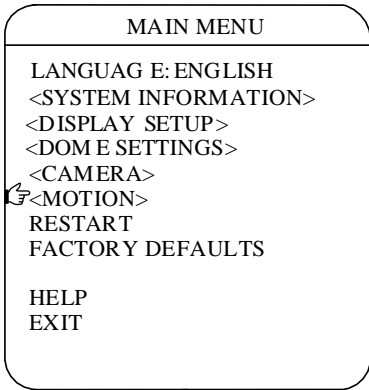 MAIN MENU
LANGUAG E: ENGLISH
<SYSTEM INFORMATION>
<DISPLAY SETUP>
<DOM E SETTINGS>
<CAMERA>
<MOTION>
RESTART
FACTORY DEFAULTS
HELP
EXIT